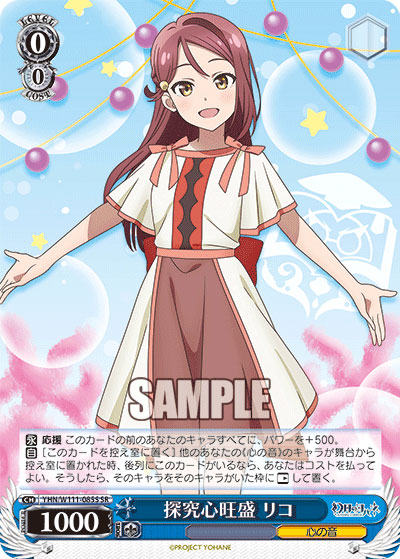 LEVEL
0
0
COST
SAMPLE
永 応援 このカードの前のあなたのキャラすべてに、パワーを+500。
自 [このカードを控え室に置く] 他のあなたの《心の音》のキャラが舞台から
控え室に置かれた時、後列にこのカードがいるなら、あなたはコストを払って
よい。そうしたら、そのキャラをそのキャラがいた枠に置く。
CH YHN/W111-085SSR
1000
探究心旺盛 リコ
心の音
©PROJECT YOHANE